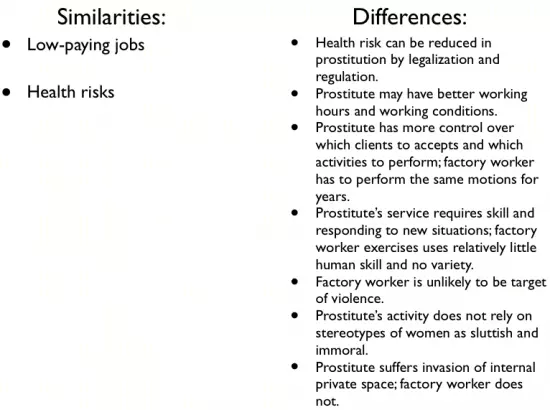 Similarities:
• Low-paying jobs
• Health risks
Differences:
• Health risk can be reduced in
prostitution by legalization and
regulation.
• Prostitute may have better working
hours and working conditions.
• Prostitute has more control over
which clients to accepts and which
activities to perform; factory worker
has to perform the same motions for
years.
• Prostitute's service requires skill and
responding to new situations; factory
worker exercises uses relatively little
human skill and no variety.
• Factory worker is unlikely to be target
of violence.
• Prostitute's activity does not rely on
stereotypes of women as sluttish and
immoral.
• Prostitute suffers invasion of internal
private space; factory worker does
not.